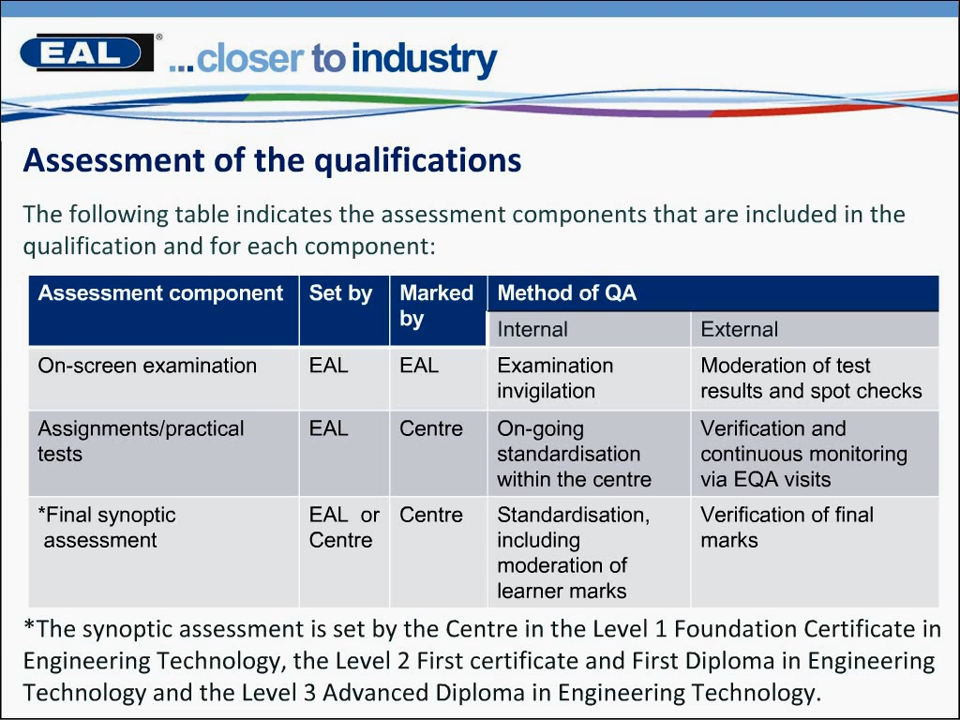 EAL® ...closer to industry
Assessment of the qualifications
The following table indicates the assessment components that are included in the
qualification and for each component:
Assessment component Set by Marked by Method of QA
Internal External
On-screen examination EAL EAL Examination invigilation Moderation of test results and spot checks
Assignments/practical tests EAL Centre On-going standardisation within the centre Verification and continuous monitoring via EQA visits
*Final synoptic assessment EAL or Centre Centre Standardisation, including moderation of learner marks Verification of final marks
*The synoptic assessment is set by the Centre in the Level 1 Foundation Certificate in
Engineering Technology, the Level 2 First certificate and First Diploma in Engineering
Technology and the Level 3 Advanced Diploma in Engineering Technology.